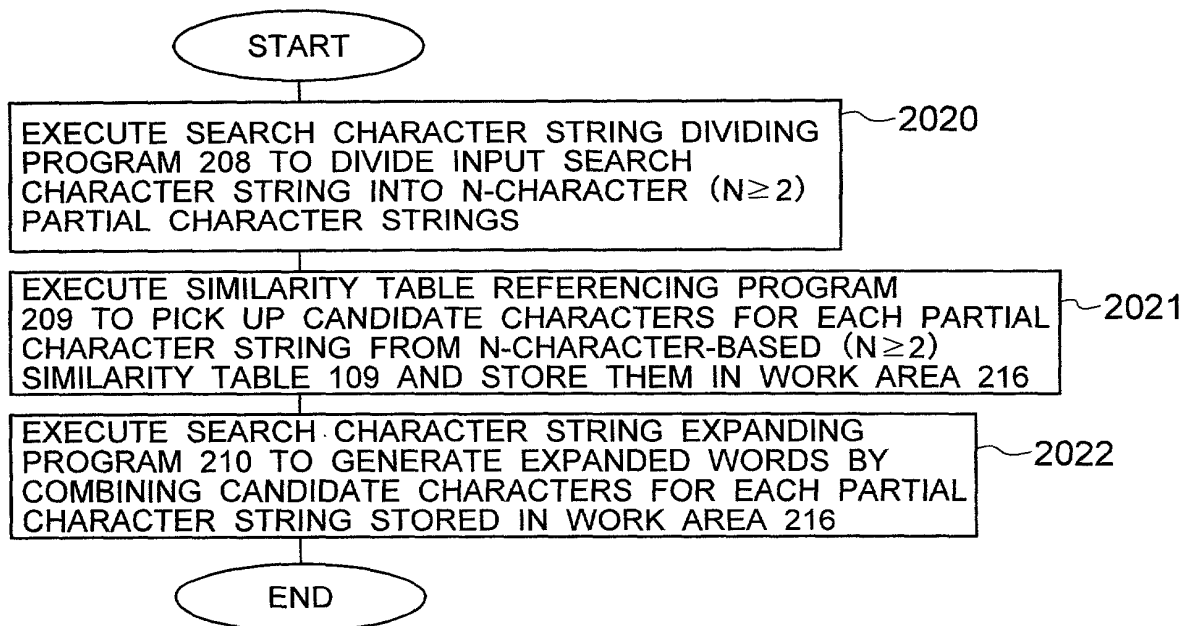 START
EXECUTE SEARCH CHARACTER STRING DIVIDING
PROGRAM 208 TO DIVIDE INPUT SEARCH
CHARACTER STRING INTO N-CHARACTER (N≥2)
PARTIAL CHARACTER STRINGS
2020
EXECUTE SIMILARITY TABLE REFERENCING PROGRAM
209 TO PICK UP CANDIDATE CHARACTERS FOR EACH PARTIAL
CHARACTER STRING FROM N-CHARACTER-BASED (N≥2)
SIMILARITY TABLE 109 AND STORE THEM IN WORK AREA 216
2021
EXECUTE SEARCH CHARACTER STRING EXPANDING
PROGRAM 210 TO GENERATE EXPANDED WORDS BY
COMBINING CANDIDATE CHARACTERS FOR EACH PARTIAL
CHARACTER STRING STORED IN WORK AREA 216
2022
END